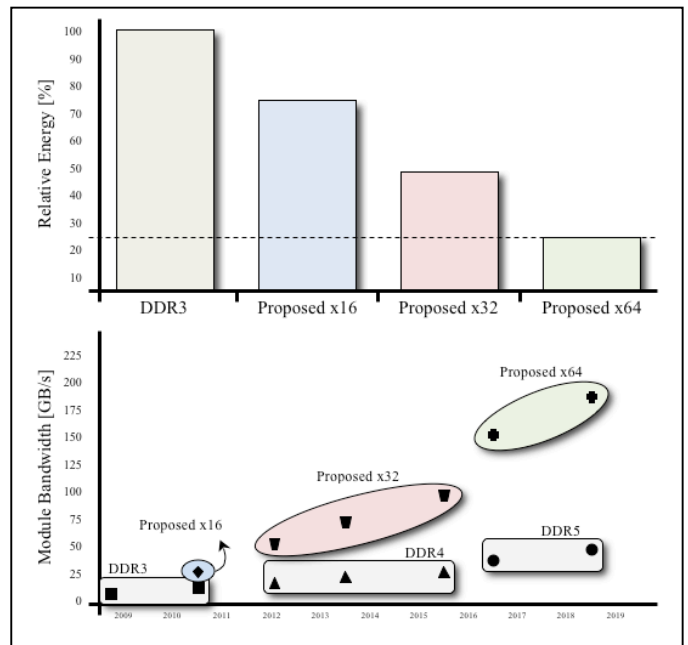 Relative Energy [%]
100
90
80
70
60
50
40
30
20
10
DDR3 Proposed x16 Proposed x32 Proposed x64
Module Bandwidth [GB/s]
225
200
175
150
125
100
75
50
25
0
Proposed x64
Proposed x32
Proposed x16
DDR3
DDR4
DDR5
2009 2010 2011 2012 2013 2014 2015 2016 2017 2018 2019